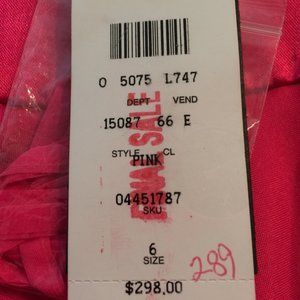 0 5075 L747
DEPT VEND
15087 66 E
STYLE CL
PINK
FINAL SALE
04451787
SKU
6
SIZE
289
$298.00